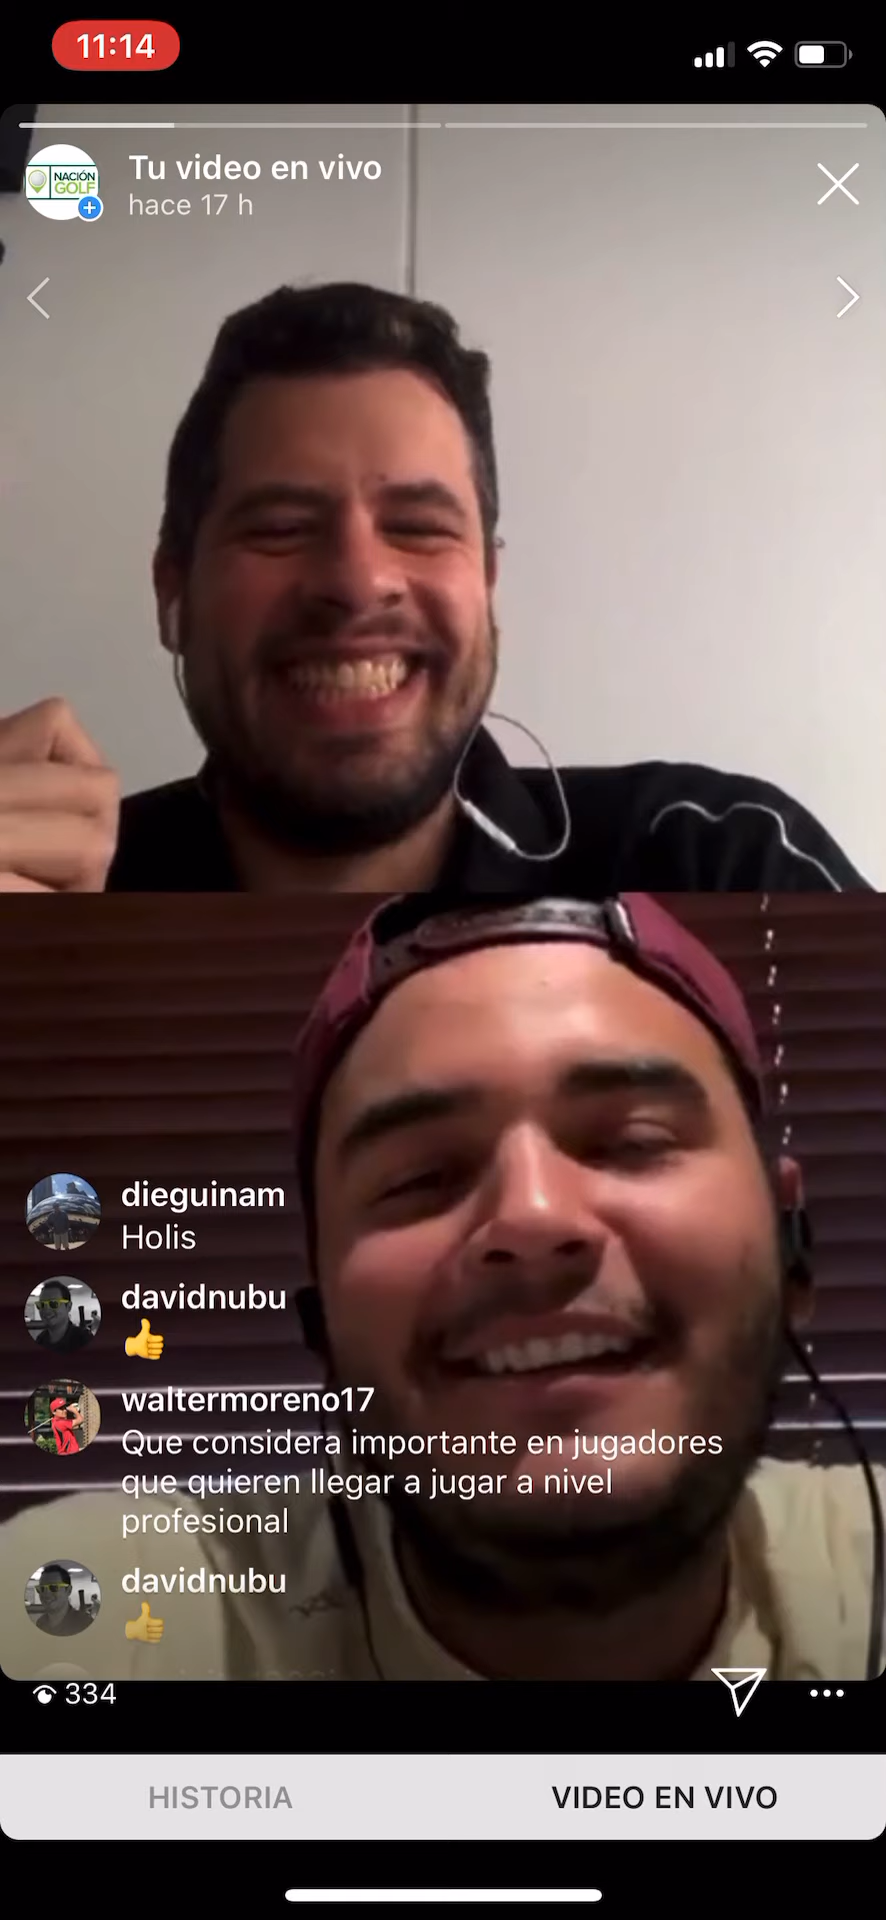 11:14
NACIÓN
GOLF
Tu video en vivo
hace 17 h
dieguinam
Holis
davidnubu
👍
waltermoreno17
Que considera importante en jugadores
que quieren llegar a jugar a nivel
profesional
davidnubu
👍
334
HISTORIA
VIDEO EN VIVO